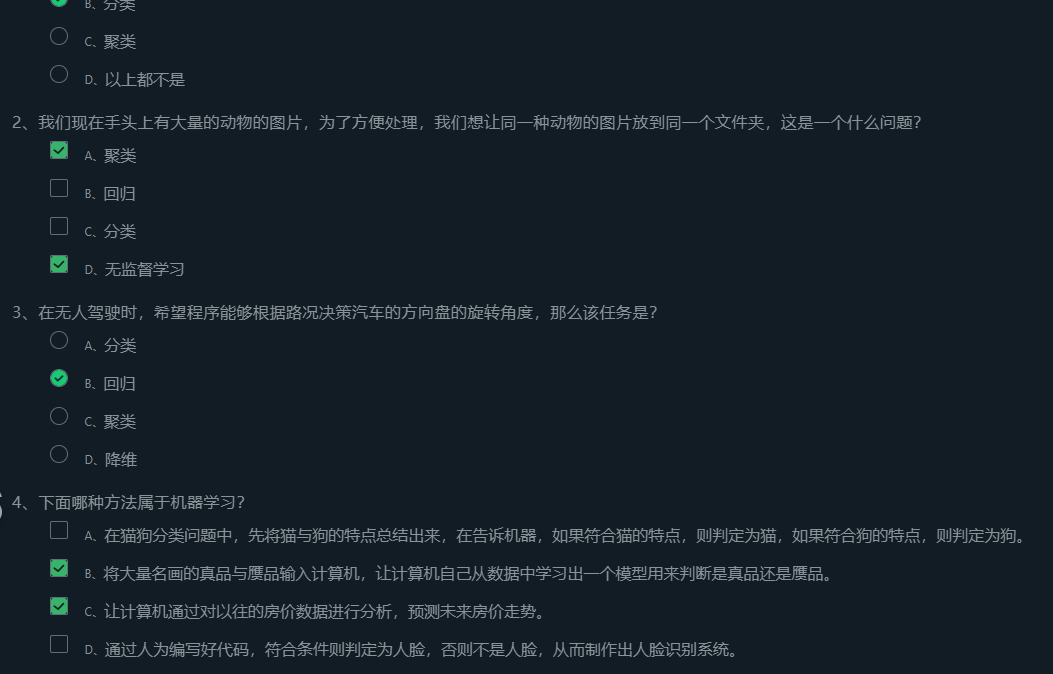 B、分类
C、聚类
D、以上都不是
2、我们现在手头上有大量的动物的图片，为了方便处理，我们想让同一种动物的图片放到同一个文件夹，这是一个什么问题？
A、聚类
B、回归
C、分类
D、无监督学习
3、在无人驾驶时，希望程序能够根据路况决策汽车的方向盘的旋转角度，那么该任务是？
A、分类
B、回归
C、聚类
D、降维
4、下面哪种方法属于机器学习？
A、在猫狗分类问题中，先将猫与狗的特点总结出来，在告诉机器，如果符合猫的特点，则判定为猫，如果符合狗的特点，则判定为狗。
B、将大量名画的真品与赝品输入计算机，让计算机自己从数据中学习出一个模型用来判断是真品还是赝品。
C、让计算机通过对以往的房价数据进行分析，预测未来房价走势。
D、通过人为编写好代码，符合条件则判定为人脸，否则不是人脸，从而制作出人脸识别系统。